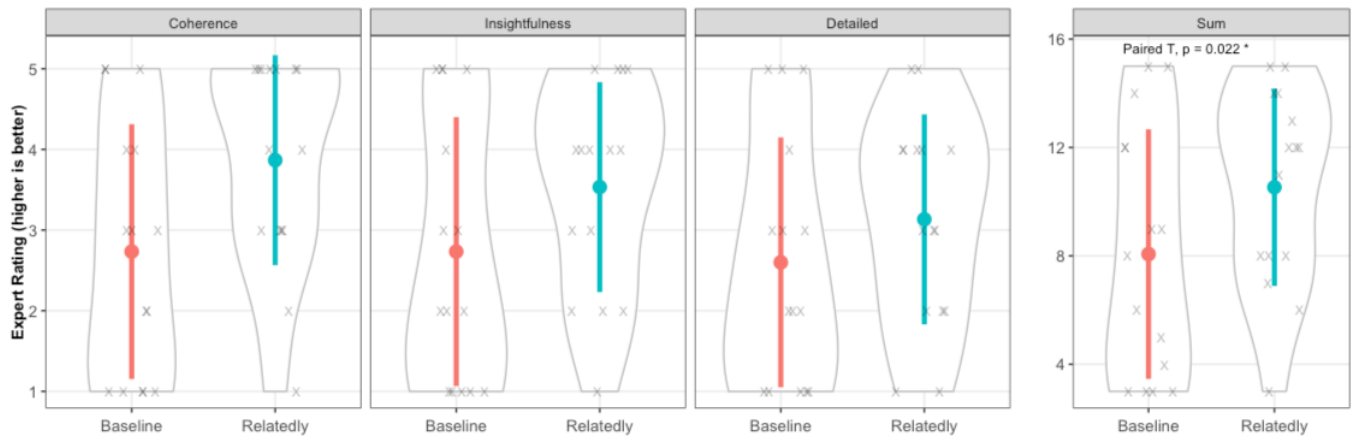 Coherence
Insightfulness
Detailed
Sum
Expert Rating (higher is better)
5
4
3
2
1
Paired T, p = 0.022 *
16
12
8
4
Baseline
Relatedly
Baseline
Relatedly
Baseline
Relatedly
Baseline
Relatedly